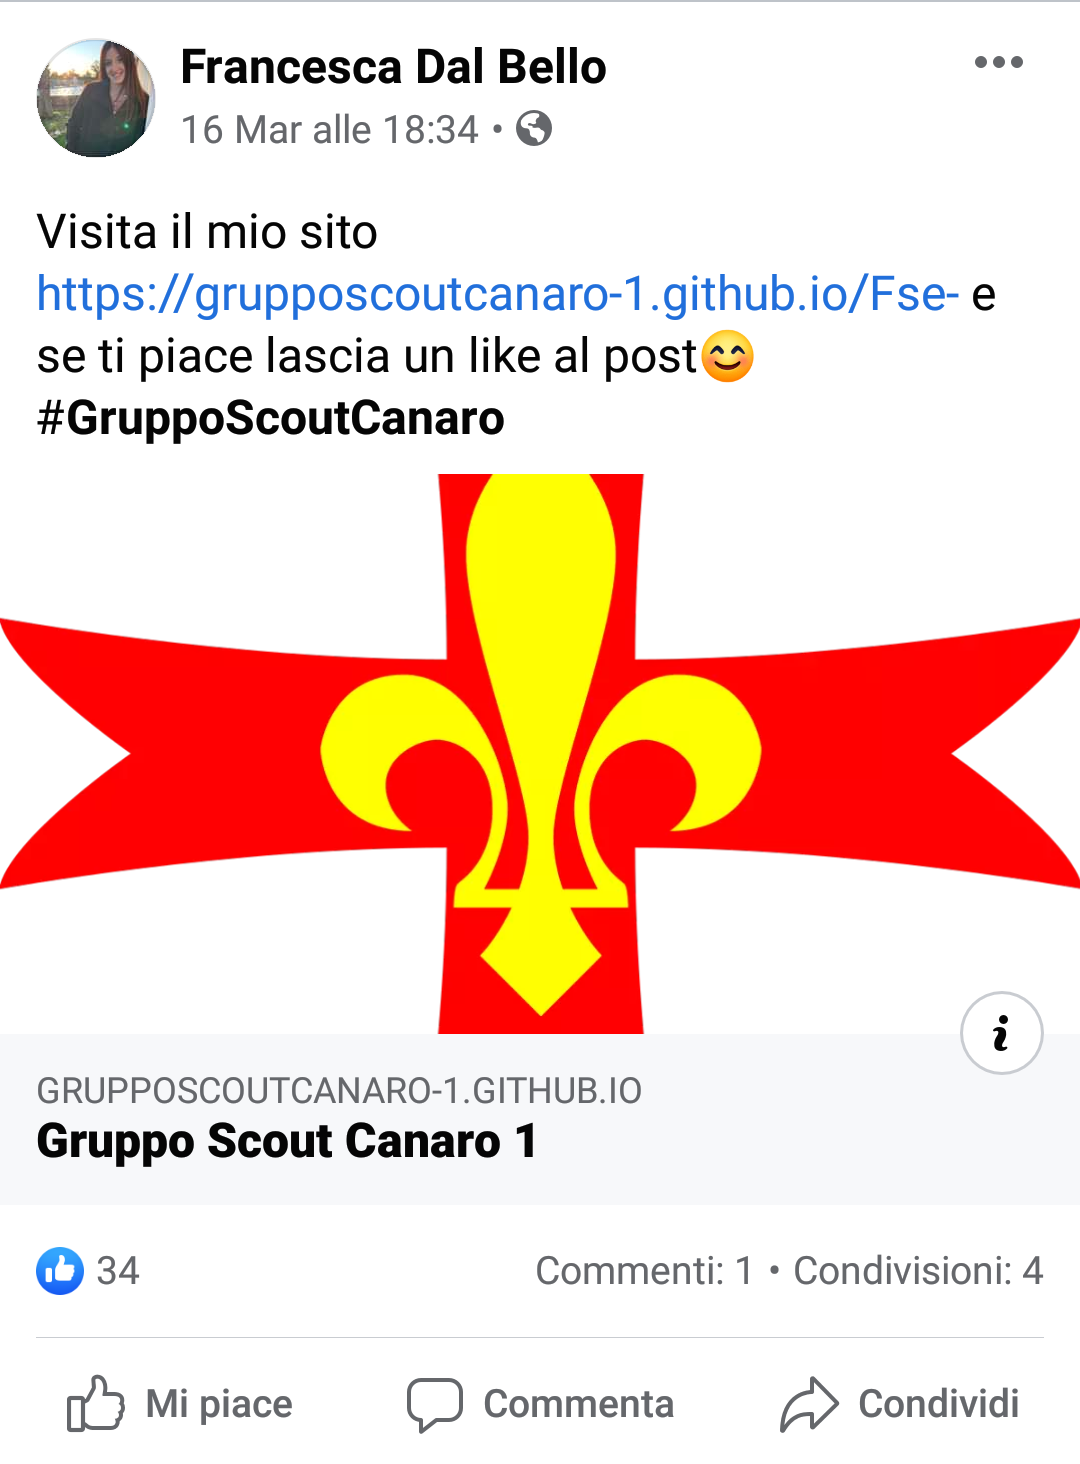 Francesca Dal Bello
16 Mar alle 18:34 •
Visita il mio sito
https://grupposcoutcanaro-1.github.io/Fse- e
se ti piace lascia un like al post😊
#GruppoScoutCanaro
i
GRUPPOSCOUTCANARO-1.GITHUB.IO
Gruppo Scout Canaro 1
34
Commenti: 1 • Condivisioni: 4
Mi piace
Commenta
Condividi